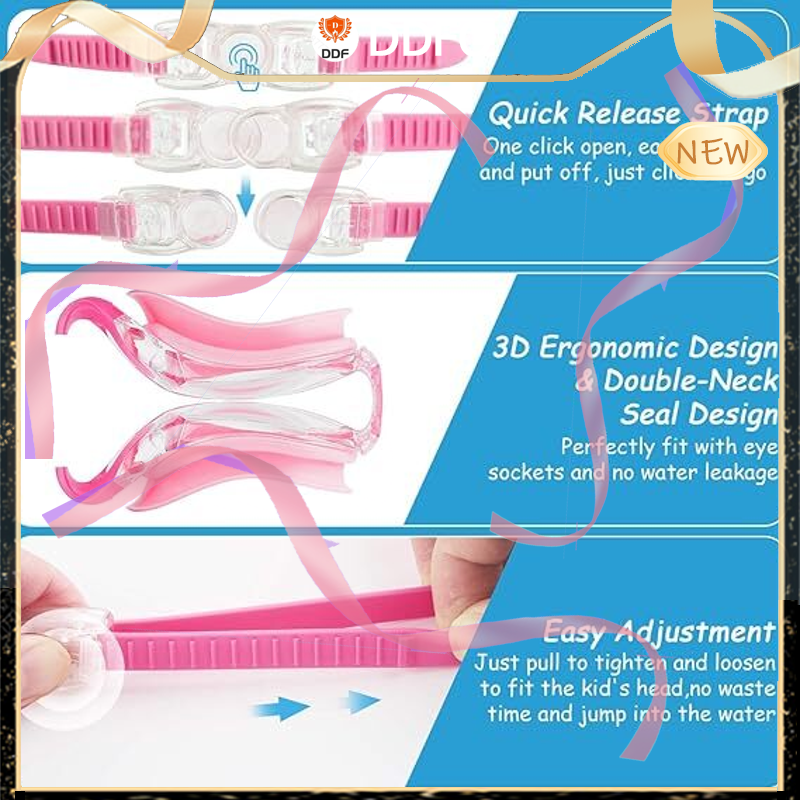 DDF
DDF
Quick Release Strap
One click open, ea
and put off, just cli go
NEW
3D Ergonomic Design
& Double-Neck
Seal Design
Perfectly fit with eye
sockets and no water leakage
Easy Adjustment
Just pull to tighten and loosen
to fit the kid's head,no waste
time and jump into the water